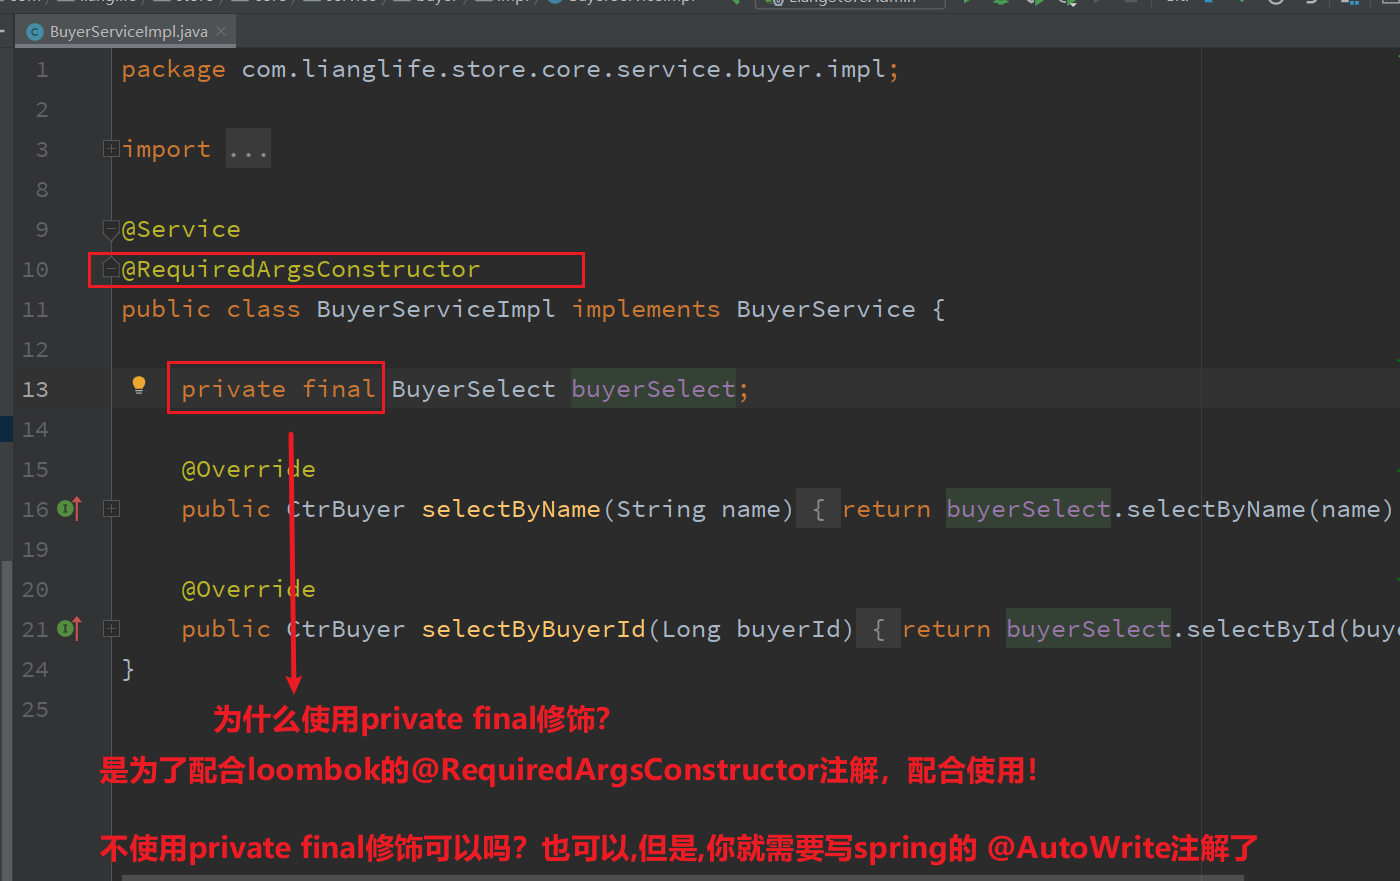 BuyerServiceImpl.java
1 package com.lianglife.store.core.service.buyer.impl;
2
3 import ...
8
9 @Service
10 @RequiredArgsConstructor
11 public class BuyerServiceImpl implements BuyerService {
12
13 private final BuyerSelect buyerSelect;
14
15 @Override
16 public CtrBuyer selectByName(String name) { return buyerSelect.selectByName(name)
19
20 @Override
21 public CtrBuyer selectByBuyerId(Long buyerId) { return buyerSelect.selectById(buye
24 }
25
为什么使用private final修饰?
是为了配合loombok的@RequiredArgsConstructor注解，配合使用！
不使用private final修饰可以吗？也可以,但是,你就需要写spring的 @AutoWrite注解了